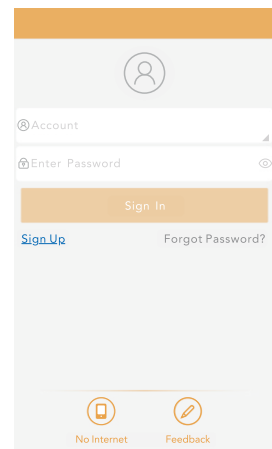 Account
Enter Password
Sign In
Sign Up Forgot Password?
No Internet Feedback